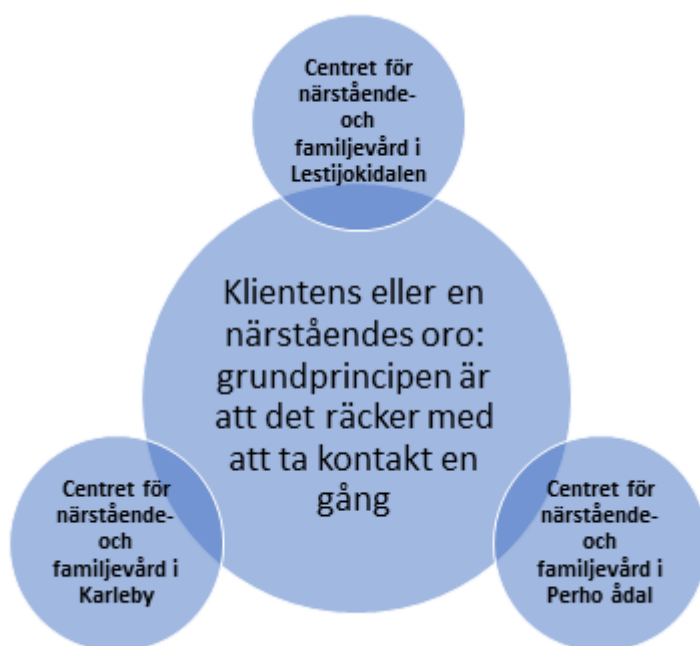 Centret för
närstående-
och
familjevård i
Lestijokidalen
Klientens eller en
närståendes oro:
grundprincipen är
att det räcker med
att ta kontakt en
gång
Centret för
närstående-
och
familjevård i
Karleby
Centret för
närstående-
och
familjevård i
Perho ådal